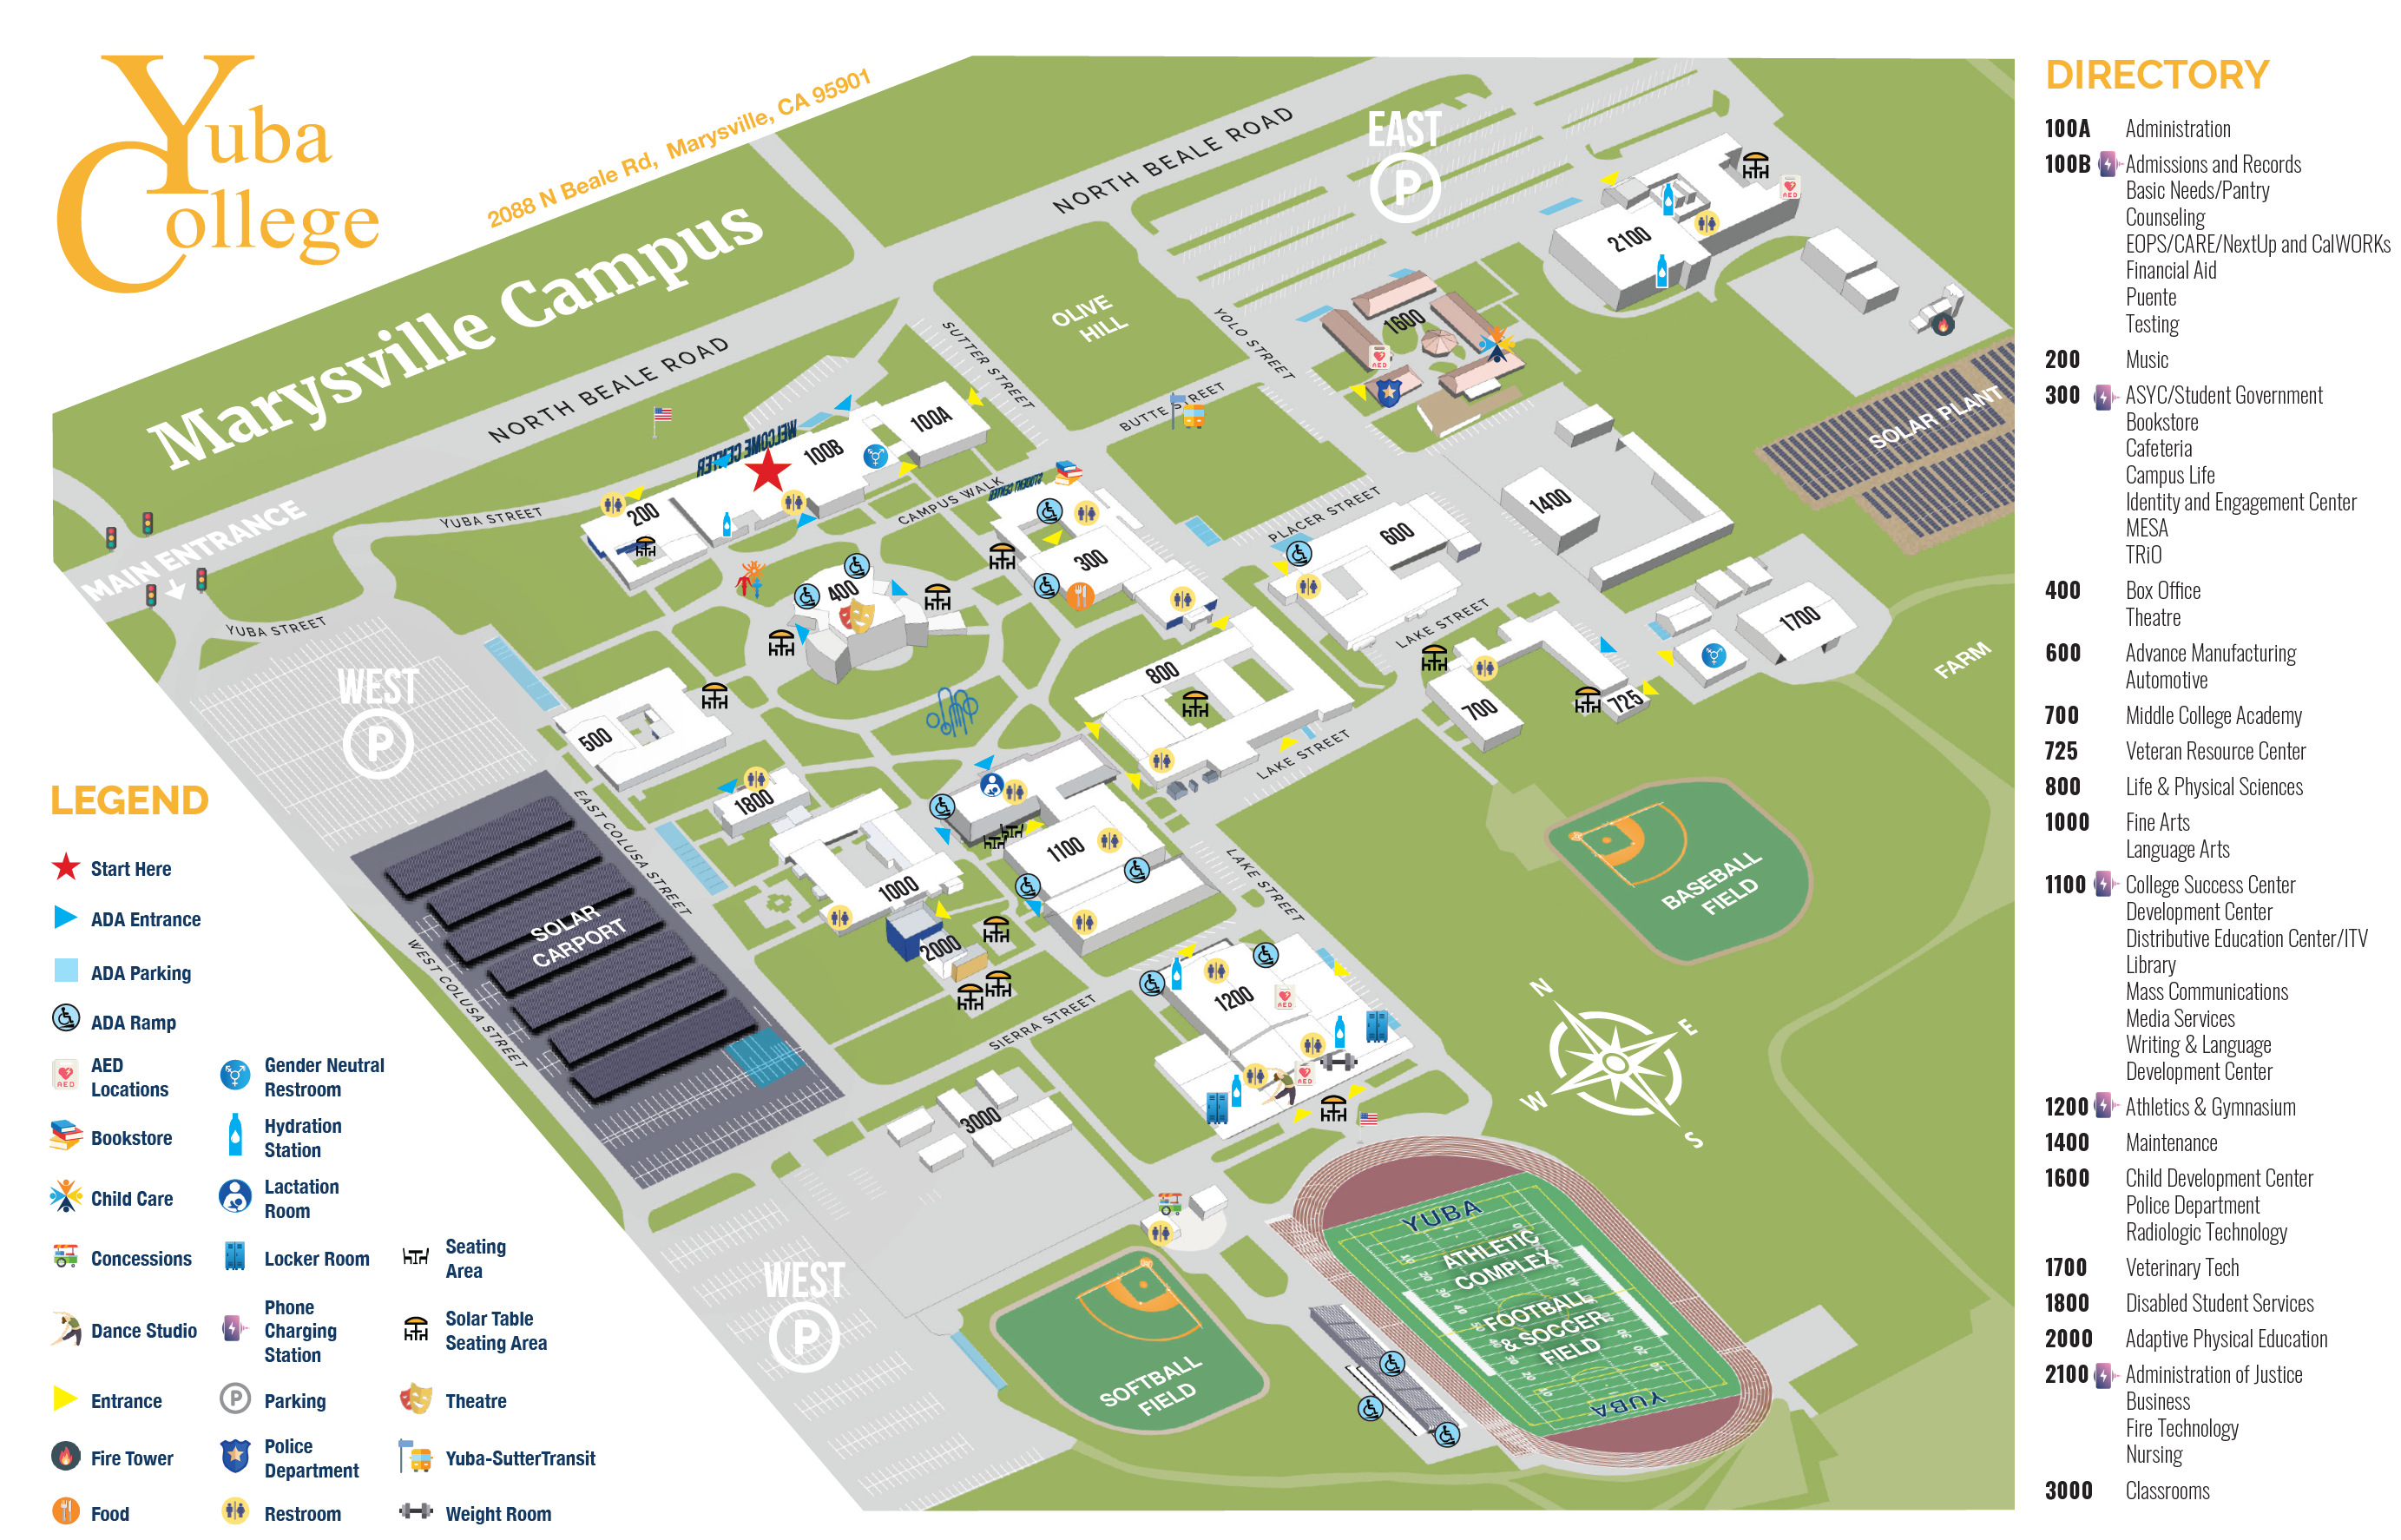 Yuba
College
2088 N Beale Rd, Marysville, CA 95901
Marysville Campus
NORTH BEALE ROAD
NORTH BEALE ROAD
EAST
P
OLIVE
HILL
SUTTER STREET
YOLO STREET
BUTTE STREET
2100
1600
AED
AED
SOLAR PLANT
WELCOME CENTER
100A
100B
200
YUBA STREET
MAIN ENTRANCE
YUBA STREET
CAMPUS WALK
STUDENT CENTER
300
400
PLACER STREET
600
1400
LAKE STREET
1700
FARM
700
725
800
LAKE STREET
WEST
P
500
1800
EAST COLUSA STREET
1000
1100
2000
LAKE STREET
SOLAR
CARPORT
WEST COLUSA STREET
SIERRA STREET
1200
AED
AED
3000
BASEBALL
FIELD
N
E
W
S
WEST
P
SOFTBALL
FIELD
YUBA
ATHLETIC
COMPLEX
FOOTBALL
& SOCCER
FIELD
YUBA
LEGEND
Start Here
ADA Entrance
ADA Parking
ADA Ramp
AED
AED
Locations
Gender Neutral
Restroom
Bookstore
Hydration
Station
Child Care
Lactation
Room
Concessions
Locker Room
Seating
Area
Dance Studio
Phone
Charging
Station
Solar Table
Seating Area
Entrance
P
Parking
Theatre
Fire Tower
Police
Department
Yuba-SutterTransit
Food
Restroom
Weight Room
DIRECTORY
100A Administration
100B Admissions and Records
Basic Needs/Pantry
Counseling
EOPS/CARE/NextUp and CalWORKs
Financial Aid
Puente
Testing
200 Music
300 ASYC/Student Government
Bookstore
Cafeteria
Campus Life
Identity and Engagement Center
MESA
TRiO
400 Box Office
Theatre
600 Advance Manufacturing
Automotive
700 Middle College Academy
725 Veteran Resource Center
800 Life & Physical Sciences
1000 Fine Arts
Language Arts
1100 College Success Center
Development Center
Distributive Education Center/ITV
Library
Mass Communications
Media Services
Writing & Language
Development Center
1200 Athletics & Gymnasium
1400 Maintenance
1600 Child Development Center
Police Department
Radiologic Technology
1700 Veterinary Tech
1800 Disabled Student Services
2000 Adaptive Physical Education
2100 Administration of Justice
Business
Fire Technology
Nursing
3000 Classrooms